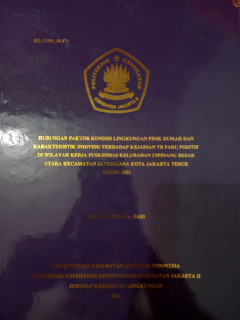 HUBUNGAN FAKTOR KONDISI LINGKUNGAN FISIK RUMAH DAN
KARAKTERISTIK INDIVIDU TERHADAP KEJADIAN TB PARU POSITIF
DI WILAYAH KERJA PUSKESMAS KELURAHAN CIPINANG BESAR
UTARA KECAMATAN JATINEGARA KOTA JAKARTA TIMUR
TAHUN
SARI
KEMENTERIAN KESEHATAN REPUBLIK INDONESIA
POLITEKNIK KESEHATAN KEMENTERIAN KESEHATAN JAKARTA II
JURUSAN KESEHATAN LINGKUNGAN